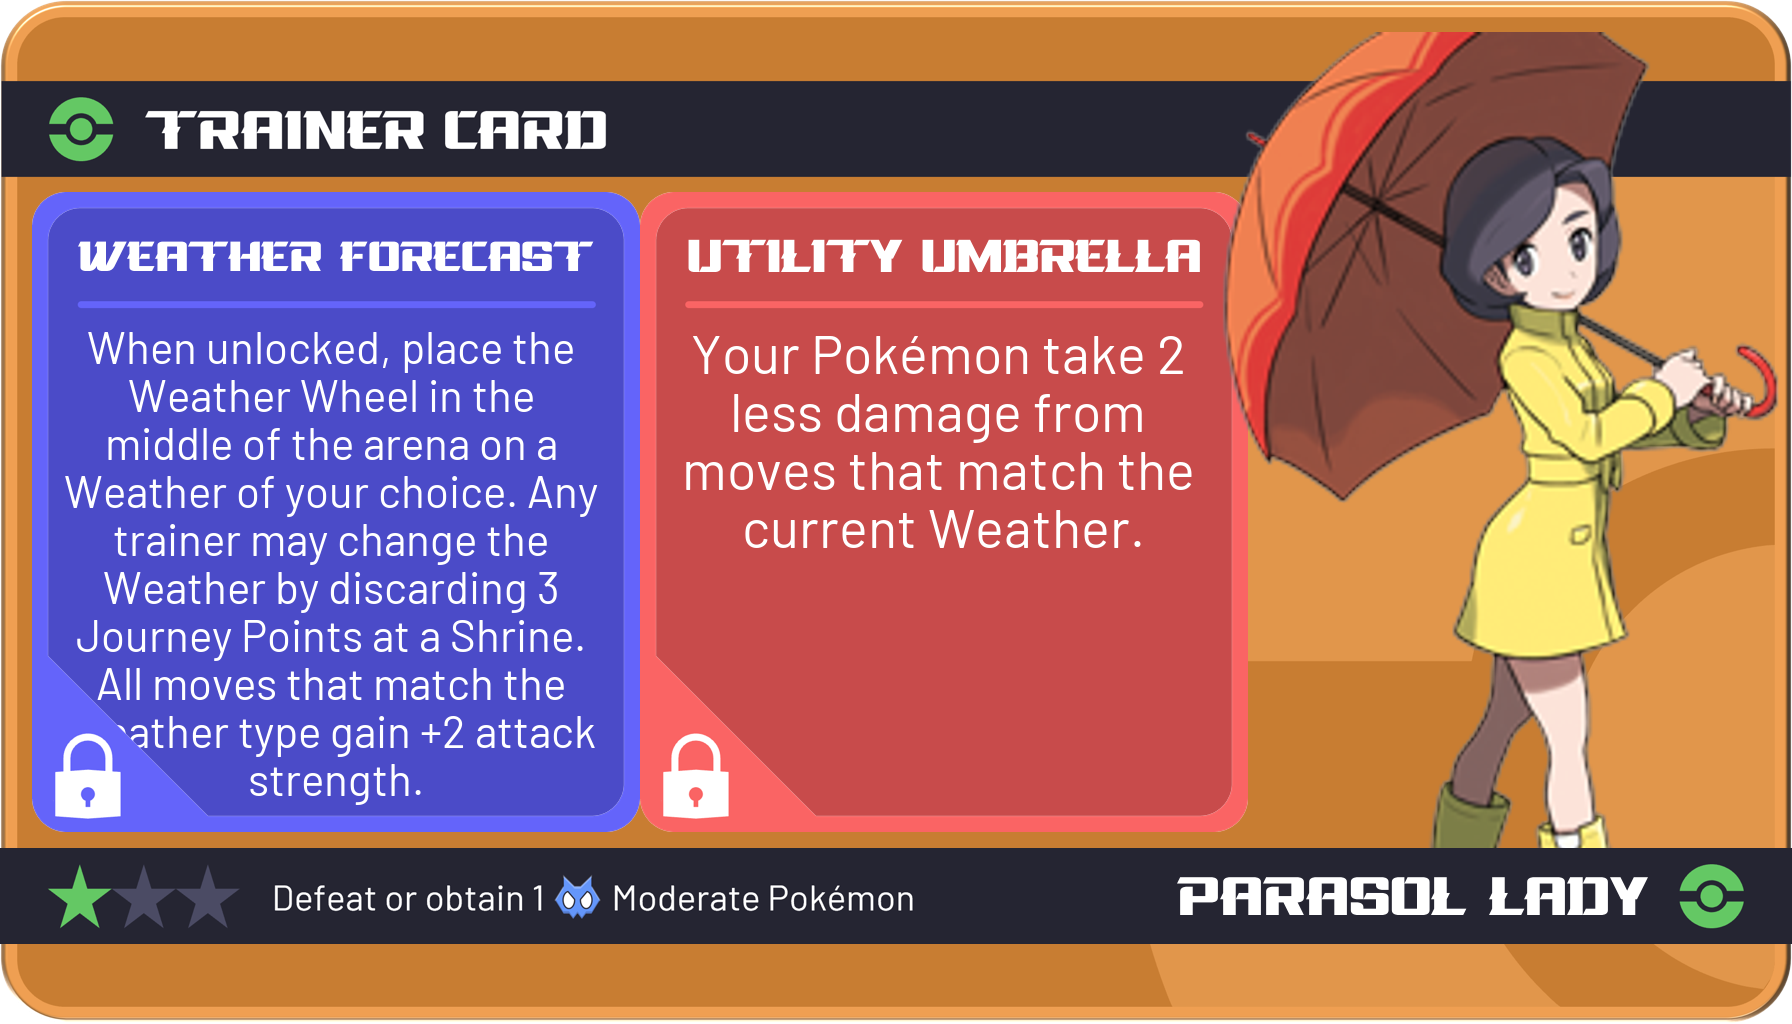 TRAINER CARD
WEATHER FORECAST
When unlocked, place the
Weather Wheel in the
middle of the arena on a
Weather of your choice. Any
trainer may change the
Weather by discarding 3
Journey Points at a Shrine.
All moves that match the
eather type gain +2 attack
strength.
UTILITY UMBRELLA
Your Pokémon take 2
less damage from
moves that match the
current Weather.
Defeat or obtain 1 Moderate Pokémon
PARASOL LADY